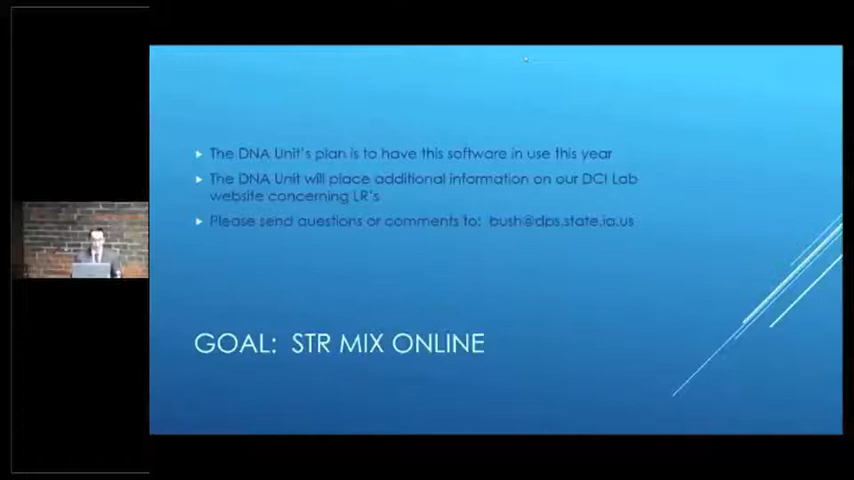 The DNA Unit's plan is to have this software in use this year
The DNA Unit will place additional information on our DCI Lab
website concerning LR's
Please send questions or comments to: bush@dps.state.ia.us
GOAL: STR MIX ONLINE